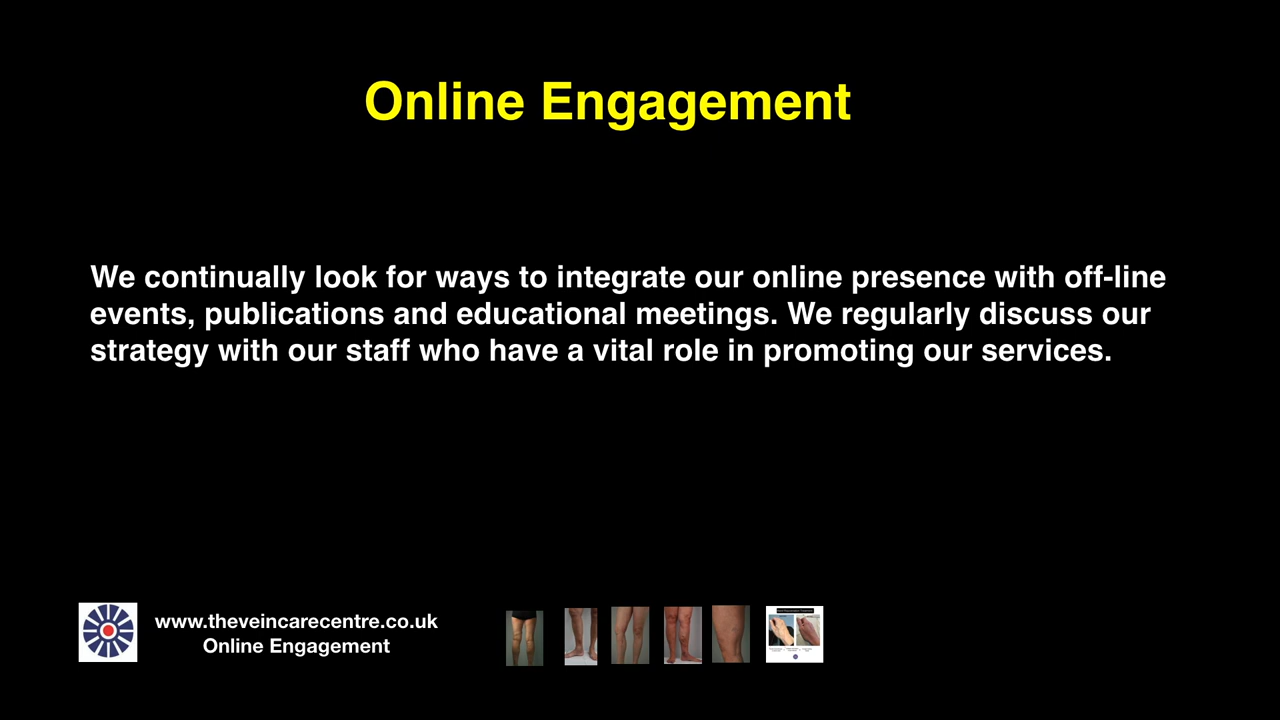 Online Engagement
We continually look for ways to integrate our online presence with off-line
events, publications and educational meetings. We regularly discuss our
strategy with our staff who have a vital role in promoting our services.
www.theveincarecentre.co.uk
Online Engagement